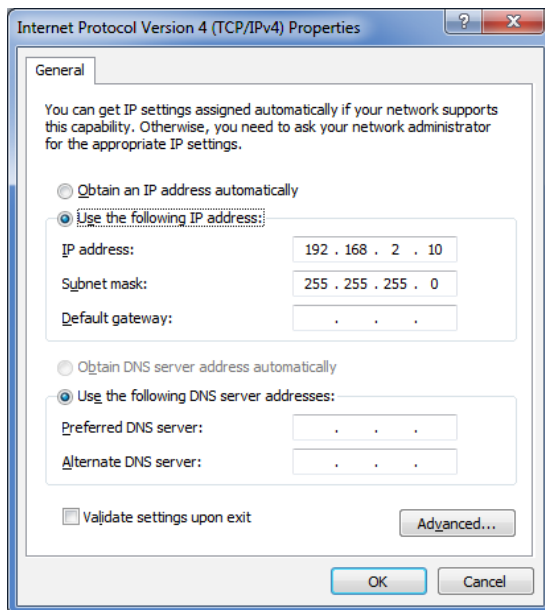 Internet Protocol Version 4 (TCP/IPv4) Properties
General
You can get IP settings assigned automatically if your network supports
this capability. Otherwise, you need to ask your network administrator
for the appropriate IP settings.
Obtain an IP address automatically
Use the following IP address:
IP address: 192 . 168 . 2 . 10
Subnet mask: 255 . 255 . 255 . 0
Default gateway: . . .
Obtain DNS server address automatically
Use the following DNS server addresses:
Preferred DNS server: . . .
Alternate DNS server: . . .
Validate settings upon exit
Advanced...
OK Cancel